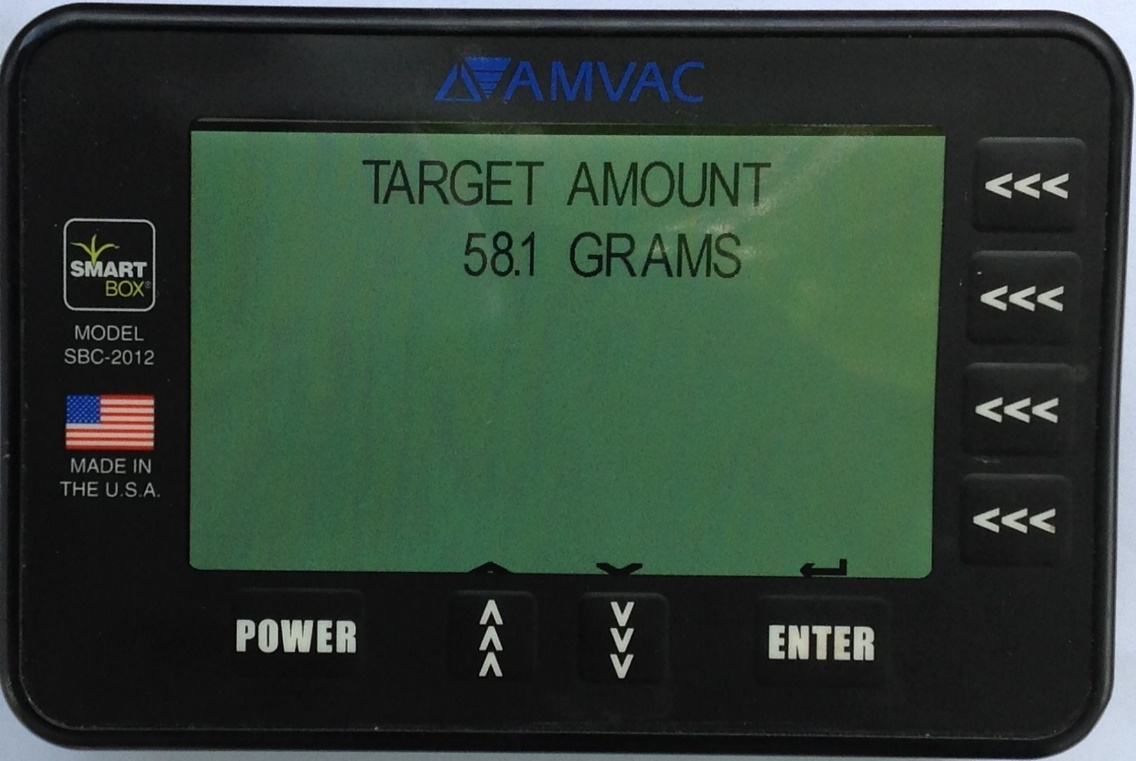 AMVAC
TARGET AMOUNT
58.1 GRAMS
SMART
BOX®
MODEL
SBC-2012
MADE IN
THE U.S.A.
<<<
<<<
<<<
<<<
POWER
ENTER